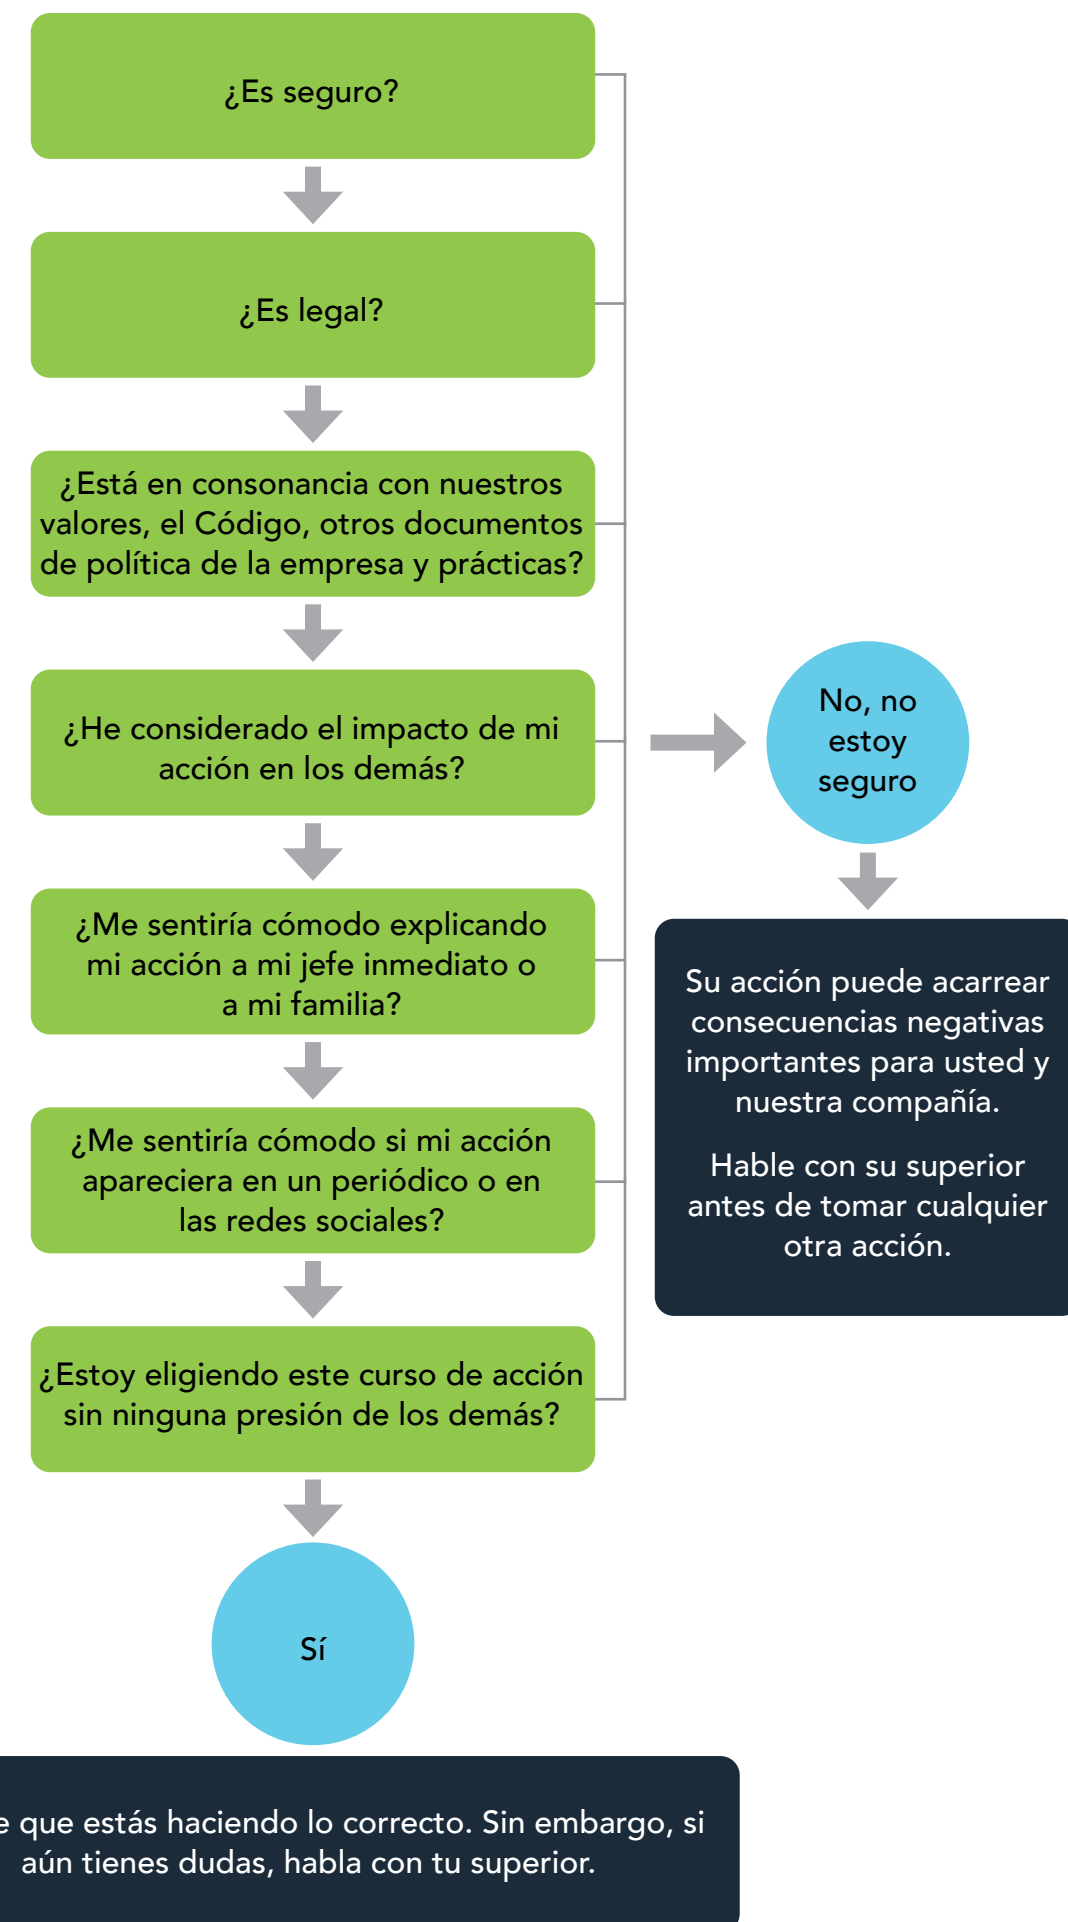 ¿Es seguro?
¿Es legal?
¿Está en consonancia con nuestros
valores, el Código, otros documentos
de política de la empresa y prácticas?
¿He considerado el impacto de mi
acción en los demás?
¿Me sentiría cómodo explicando
mi acción a mi jefe inmediato o
a mi familia?
¿Me sentiría cómodo si mi acción
apareciera en un periódico o en
las redes sociales?
¿Estoy eligiendo este curso de acción
sin ninguna presión de los demás?
Sí
No, no
estoy
seguro
Su acción puede acarrear
consecuencias negativas
importantes para usted y
nuestra compañía.
Hable con su superior
antes de tomar cualquier
otra acción.
que estás haciendo lo correcto. Sin embargo, si
aún tienes dudas, habla con tu superior.